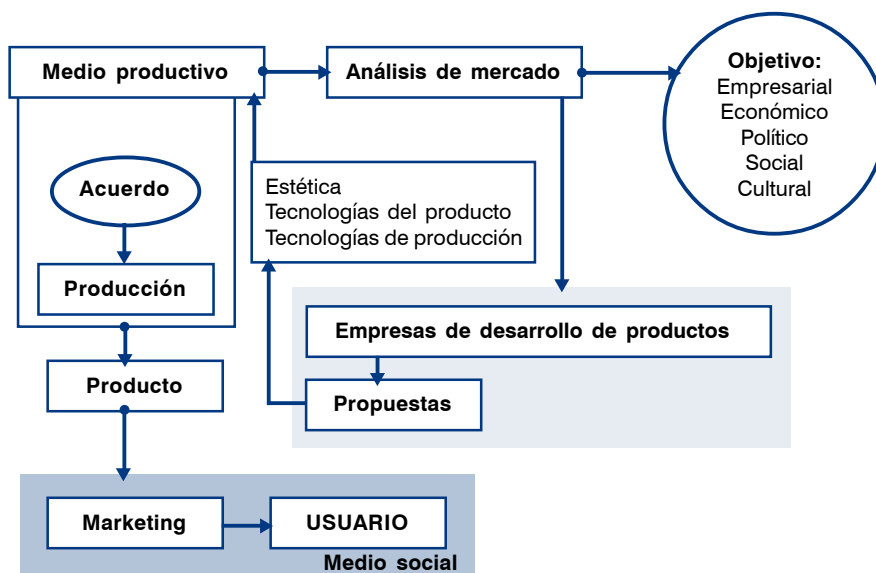 Medio productivo
Análisis de mercado
Objetivo:
Empresarial
Económico
Político
Social
Cultural
Acuerdo
Estética
Tecnologías del producto
Tecnologías de producción
Producción
Empresas de desarrollo de productos
Producto
Propuestas
Marketing
USUARIO
Medio social